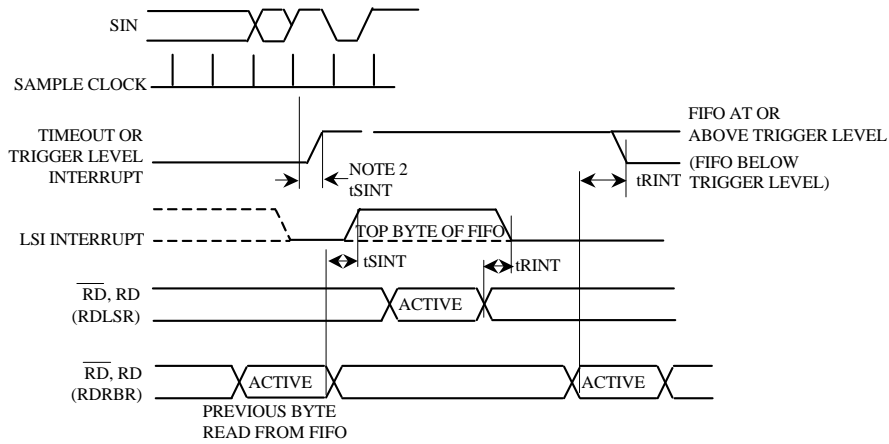 SIN
SAMPLE CLOCK
TIMEOUT OR
TRIGGER LEVEL
INTERRUPT
NOTE 2
tSINT
FIFO AT OR
ABOVE TRIGGER LEVEL
(FIFO BELOW
TRIGGER LEVEL)
tRINT
LSI INTERRUPT
TOP BYTE OF FIFO
tSINT
tRINT
RD, RD
(RDLSR)
ACTIVE
RD, RD
(RDRBR)
ACTIVE
ACTIVE
PREVIOUS BYTE
READ FROM FIFO